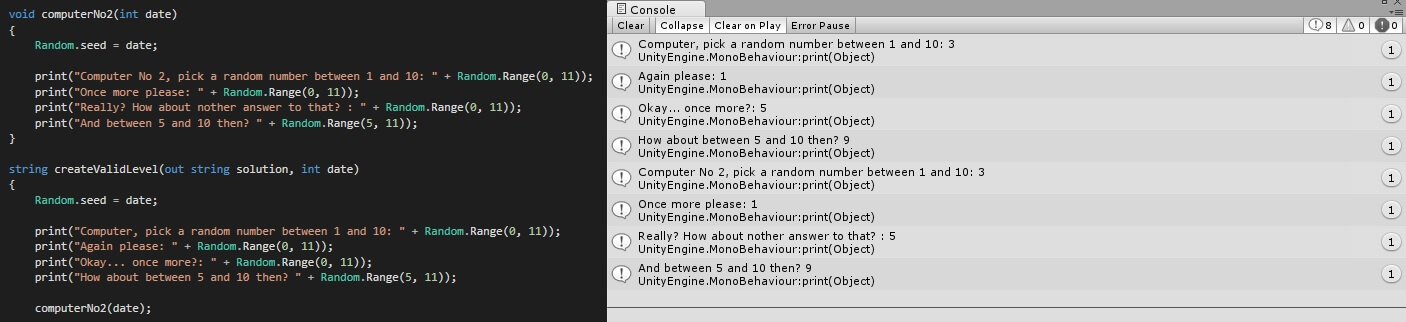 void computerNo2(int date)
{
    Random.seed = date;

    print("Computer No 2, pick a random number between 1 and 10: " + Random.Range(0, 11));
    print("Once more please: " + Random.Range(0, 11));
    print("Really? How about nother answer to that? : " + Random.Range(0, 11));
    print("And between 5 and 10 then? " + Random.Range(5, 11));
}

string createValidLevel(out string solution, int date)
{
    Random.seed = date;

    print("Computer, pick a random number between 1 and 10: " + Random.Range(0, 11));
    print("Again please: " + Random.Range(0, 11));
    print("Okay... once more?: " + Random.Range(0, 11));
    print("How about between 5 and 10 then? " + Random.Range(5, 11));

    computerNo2(date);
Console
Clear Collapse Clear on Play Error Pause 8 0 0
Computer, pick a random number between 1 and 10: 3
UnityEngine.MonoBehaviour:print(Object)
1
Again please: 1
UnityEngine.MonoBehaviour:print(Object)
1
Okay... once more?: 5
UnityEngine.MonoBehaviour:print(Object)
1
How about between 5 and 10 then? 9
UnityEngine.MonoBehaviour:print(Object)
1
Computer No 2, pick a random number between 1 and 10: 3
UnityEngine.MonoBehaviour:print(Object)
1
Once more please: 1
UnityEngine.MonoBehaviour:print(Object)
1
Really? How about nother answer to that? : 5
UnityEngine.MonoBehaviour:print(Object)
1
And between 5 and 10 then? 9
UnityEngine.MonoBehaviour:print(Object)
1